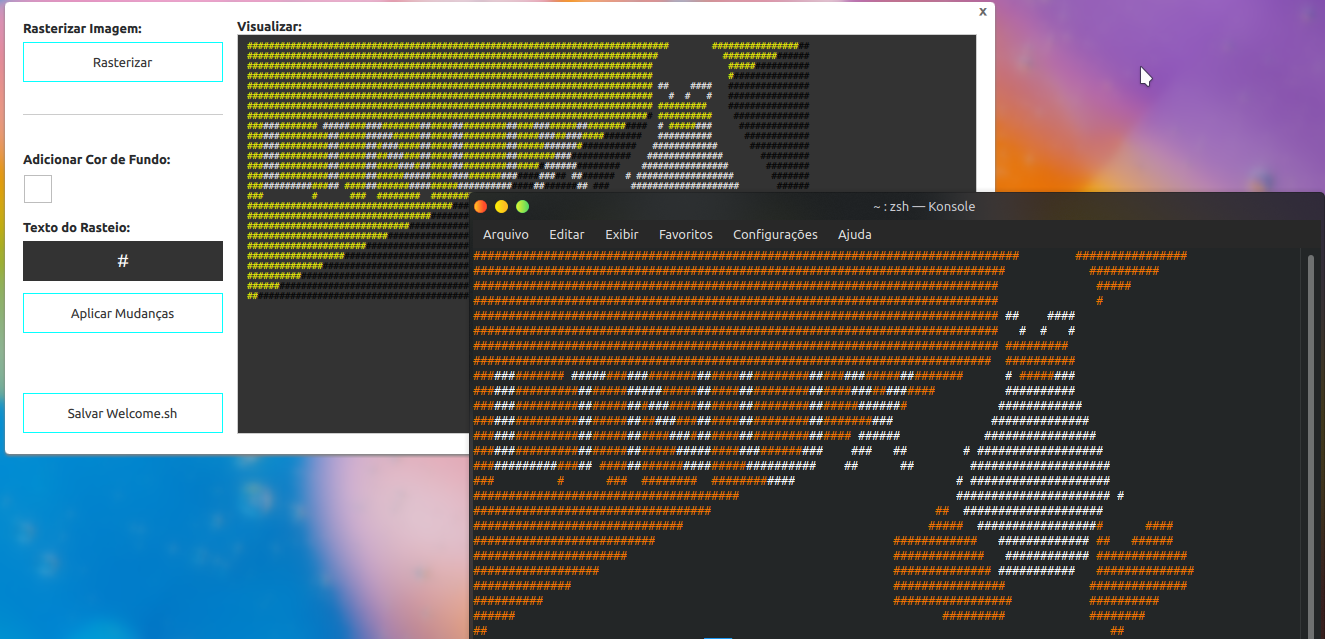 x
Rasterizar Imagem:
Visualizar:
Rasterizar
Adicionar Cor de Fundo:
Texto do Rasteio:
#
Aplicar Mudanças
Salvar Welcome.sh
~ : zsh — Konsole
Arquivo Editar Exibir Favoritos Configurações Ajuda
LINUX